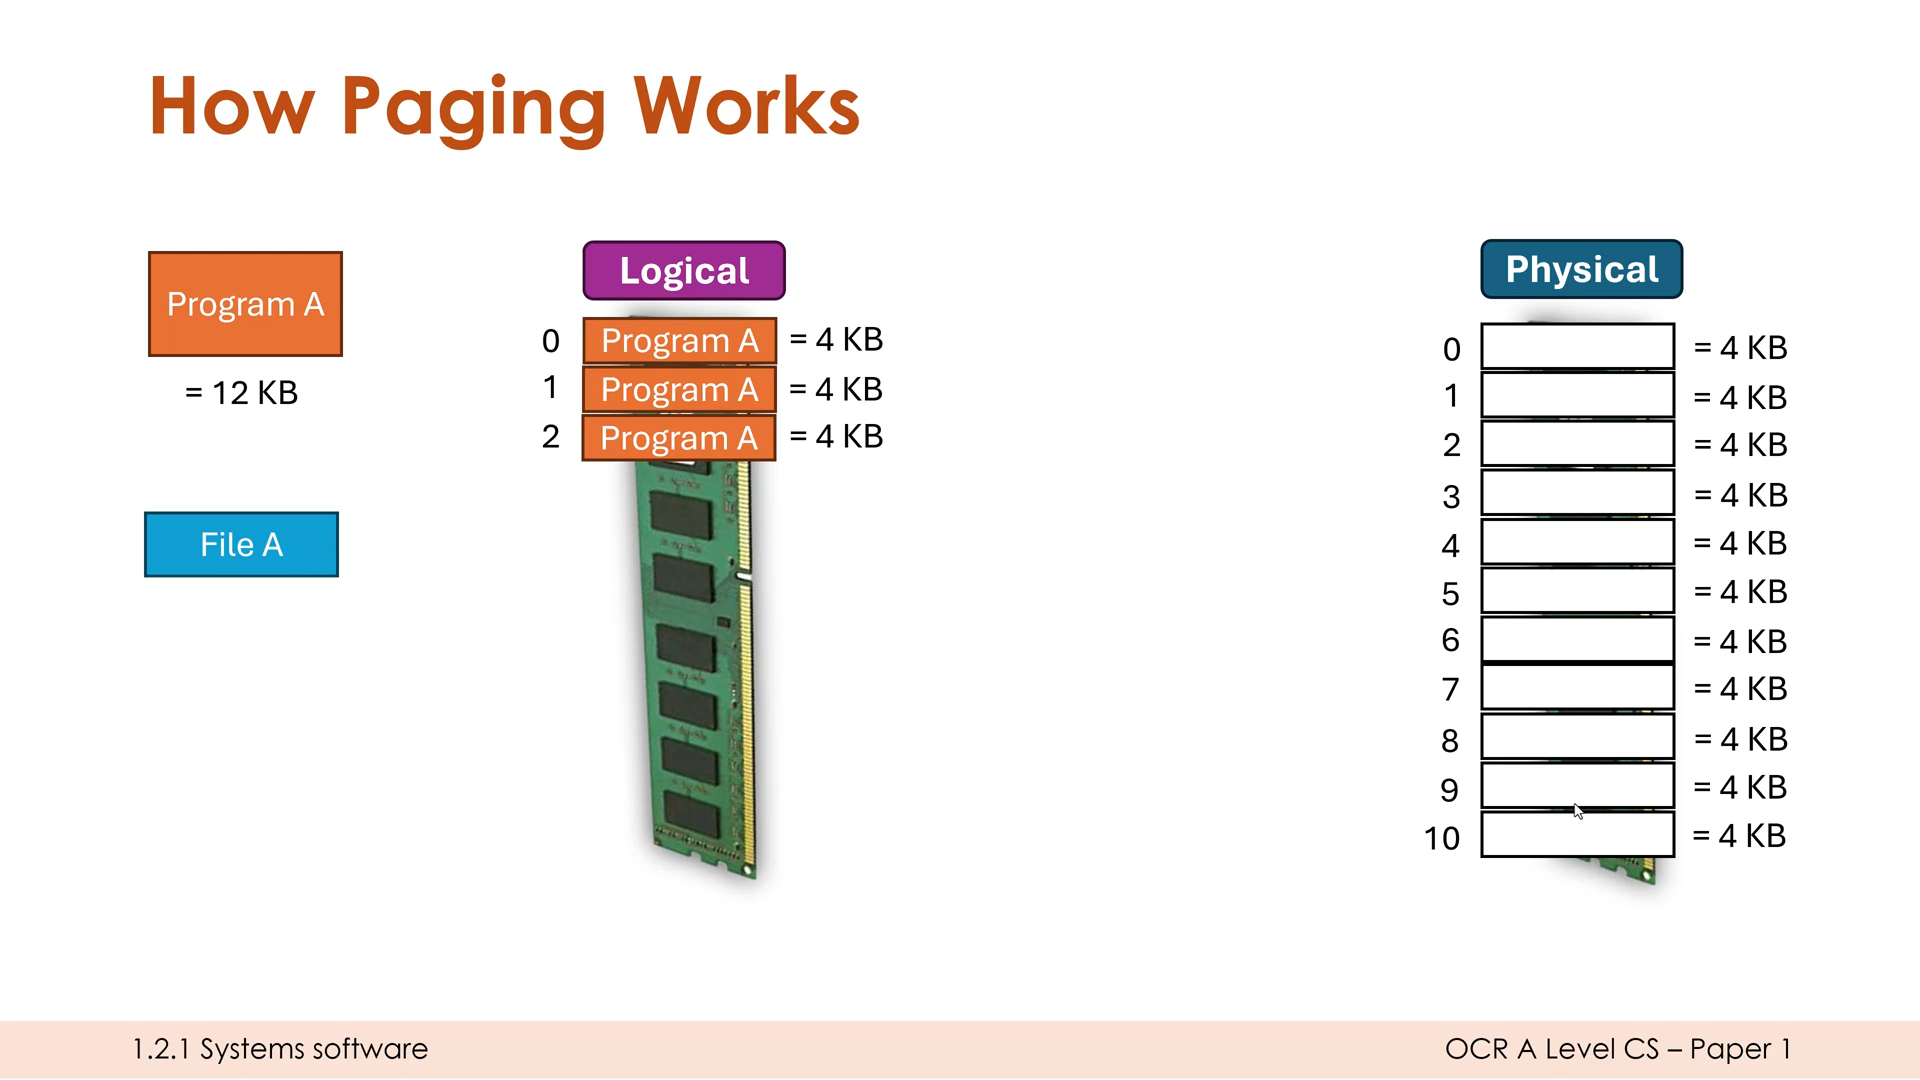 How Paging Works
Program A
= 12 KB
File A
Logical
0 Program A = 4 KB
1 Program A = 4 KB
2 Program A = 4 KB
Physical
0 = 4 KB
1 = 4 KB
2 = 4 KB
3 = 4 KB
4 = 4 KB
5 = 4 KB
6 = 4 KB
7 = 4 KB
8 = 4 KB
9 = 4 KB
10 = 4 KB
1.2.1 Systems software
OCR A Level CS – Paper 1